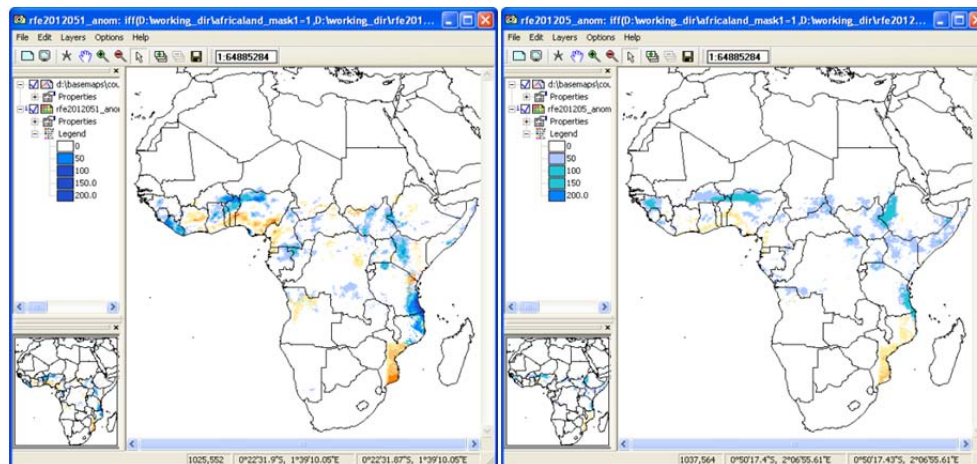 rfe2012051_anom: iff(D:\working_dir\africaland_mask1=1,D:\working_dir\rfe201...
File Edit Layers Options Help
1:64885284
d:\basemaps\cou
Properties
rfe2012051_anom
Properties
Legend
0
50
100
150.0
200.0
1025,552 0°22'31.9"S, 1°39'10.05"E 0°22'31.87"S, 1°39'10.05"E
rfe201205_anom: iff(D:\working_dir\africaland_mask1=1,D:\working_dir\rfe2012...
File Edit Layers Options Help
1:64885284
d:\basemaps\cou
Properties
rfe201205_anom
Properties
Legend
0
50
100
150.0
200.0
1037,564 0°50'17.4"S, 2°06'55.61"E 0°50'17.43"S, 2°06'55.61"E